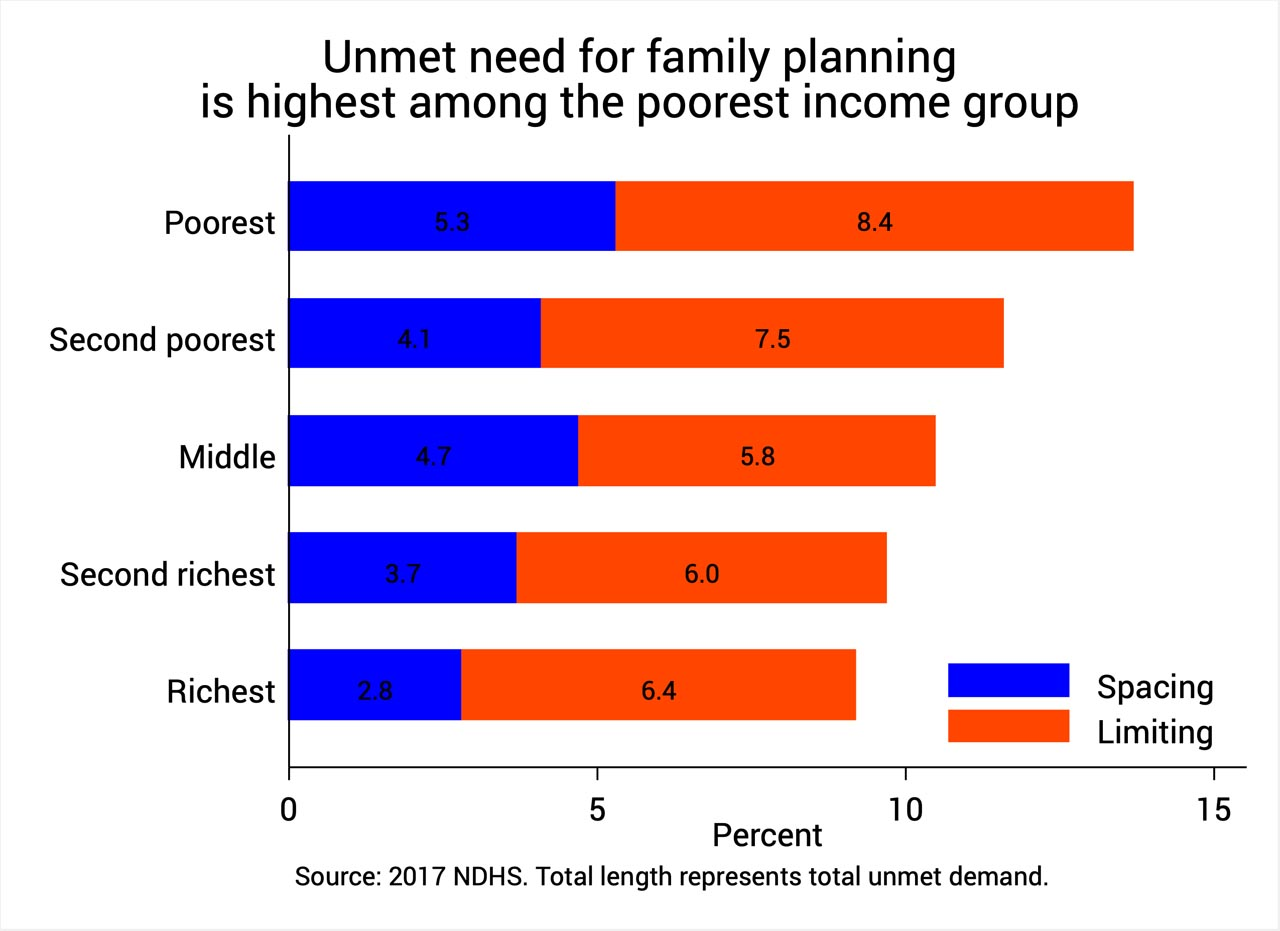 Unmet need for family planning
is highest among the poorest income group
Poorest
5.3
8.4
Second poorest
4.1
7.5
Middle
4.7
5.8
Second richest
3.7
6.0
Richest
2.8
6.4
Spacing
Limiting
0
5
10
15
Percent
Source: 2017 NDHS. Total length represents total unmet demand.